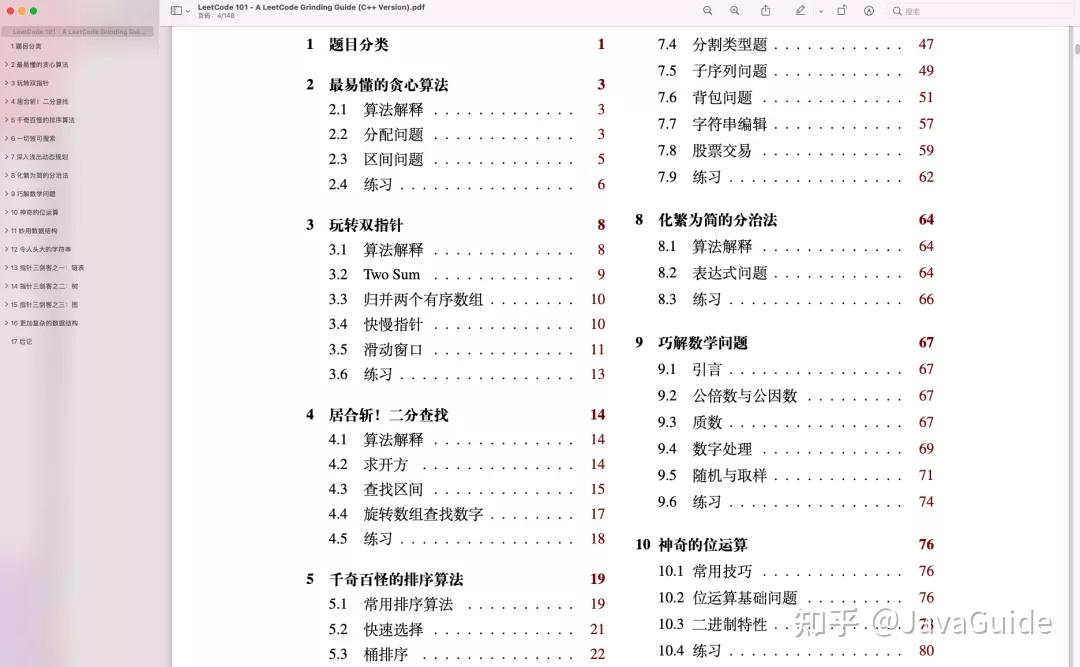 LeetCode 101 - A LeetCode Grinding Guide (C++ Version).pdf
页码：4/148
搜索
LeetCode 101 - A LeetCode Grinding Gui...
1 题目分类
2 最易懂的贪心算法
3 玩转双指针
4 居合斩！二分查找
5 千奇百怪的排序算法
6 一切皆可搜索
7 深入浅出动态规划
8 化繁为简的分治法
9 巧解数学问题
10 神奇的位运算
11 妙用数据结构
12 令人头大的字符串
13 指针三剑客之一：链表
14 指针三剑客之二：树
15 指针三剑客之三：图
16 更加复杂的数据结构
17 后记
1 题目分类 1
2 最易懂的贪心算法 3
2.1 算法解释 . . . . . . . . . . . . 3
2.2 分配问题 . . . . . . . . . . . . 3
2.3 区间问题 . . . . . . . . . . . . 5
2.4 练习 . . . . . . . . . . . . . . 6
3 玩转双指针 8
3.1 算法解释 . . . . . . . . . . . . 8
3.2 Two Sum . . . . . . . . . . . . 9
3.3 归并两个有序数组 . . . . . . . . 10
3.4 快慢指针 . . . . . . . . . . . . 10
3.5 滑动窗口 . . . . . . . . . . . . 11
3.6 练习 . . . . . . . . . . . . . . 13
4 居合斩！二分查找 14
4.1 算法解释 . . . . . . . . . . . . 14
4.2 求开方 . . . . . . . . . . . . . 14
4.3 查找区间 . . . . . . . . . . . . 15
4.4 旋转数组查找数字 . . . . . . . . 17
4.5 练习 . . . . . . . . . . . . . . 18
5 千奇百怪的排序算法 19
5.1 常用排序算法 . . . . . . . . . . 19
5.2 快速选择 . . . . . . . . . . . . 21
5.3 桶排序 . . . . . . . . . . . . . 22
7.4 分割类型题 . . . . . . . . . . . 47
7.5 子序列问题 . . . . . . . . . . . 49
7.6 背包问题 . . . . . . . . . . . . 51
7.7 字符串编辑 . . . . . . . . . . . 57
7.8 股票交易 . . . . . . . . . . . . 59
7.9 练习 . . . . . . . . . . . . . . 62
8 化繁为简的分治法 64
8.1 算法解释 . . . . . . . . . . . . 64
8.2 表达式问题 . . . . . . . . . . . 64
8.3 练习 . . . . . . . . . . . . . . 66
9 巧解数学问题 67
9.1 引言 . . . . . . . . . . . . . . 67
9.2 公倍数与公因数 . . . . . . . . . 67
9.3 质数 . . . . . . . . . . . . . . 67
9.4 数字处理 . . . . . . . . . . . . 69
9.5 随机与取样 . . . . . . . . . . . 71
9.6 练习 . . . . . . . . . . . . . . 74
10 神奇的位运算 76
10.1 常用技巧 . . . . . . . . . . . . 76
10.2 位运算基础问题 . . . . . . . . . 76
10.3 二进制特性 . . . . . . . . . . . 78
10.4 练习 . . . . . . . . . . . . . . 80
知乎 @JavaGuide